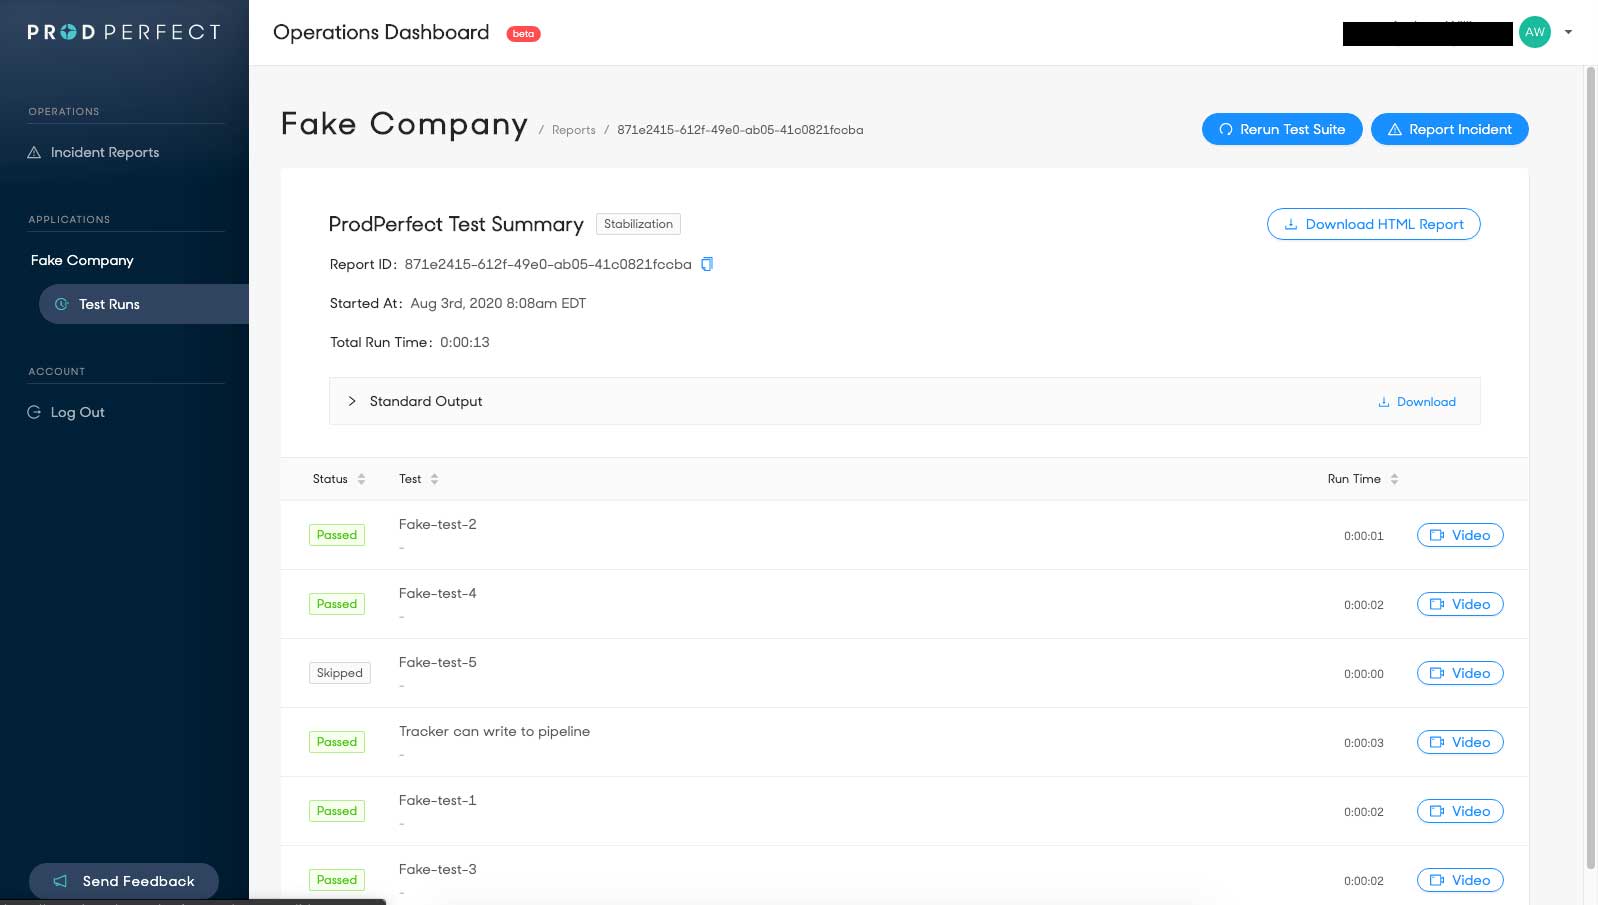 PRODPERFECT
Operations Dashboard beta
AW
OPERATIONS
Incident Reports
APPLICATIONS
Fake Company
Test Runs
ACCOUNT
Log Out
Send Feedback
Fake Company / Reports / 871e2415-612f-49e0-ab05-41c0821fccba
Rerun Test Suite
Report Incident
ProdPerfect Test Summary Stabilization
Download HTML Report
Report ID: 871e2415-612f-49e0-ab05-41c0821fccba
Started At: Aug 3rd, 2020 8:08am EDT
Total Run Time: 0:00:13
> Standard Output Download
Status Test Run Time
Passed Fake-test-2 0:00:01 Video
-
Passed Fake-test-4 0:00:02 Video
-
Skipped Fake-test-5 0:00:00 Video
-
Passed Tracker can write to pipeline 0:00:03 Video
-
Passed Fake-test-1 0:00:02 Video
-
Passed Fake-test-3 0:00:02 Video
-